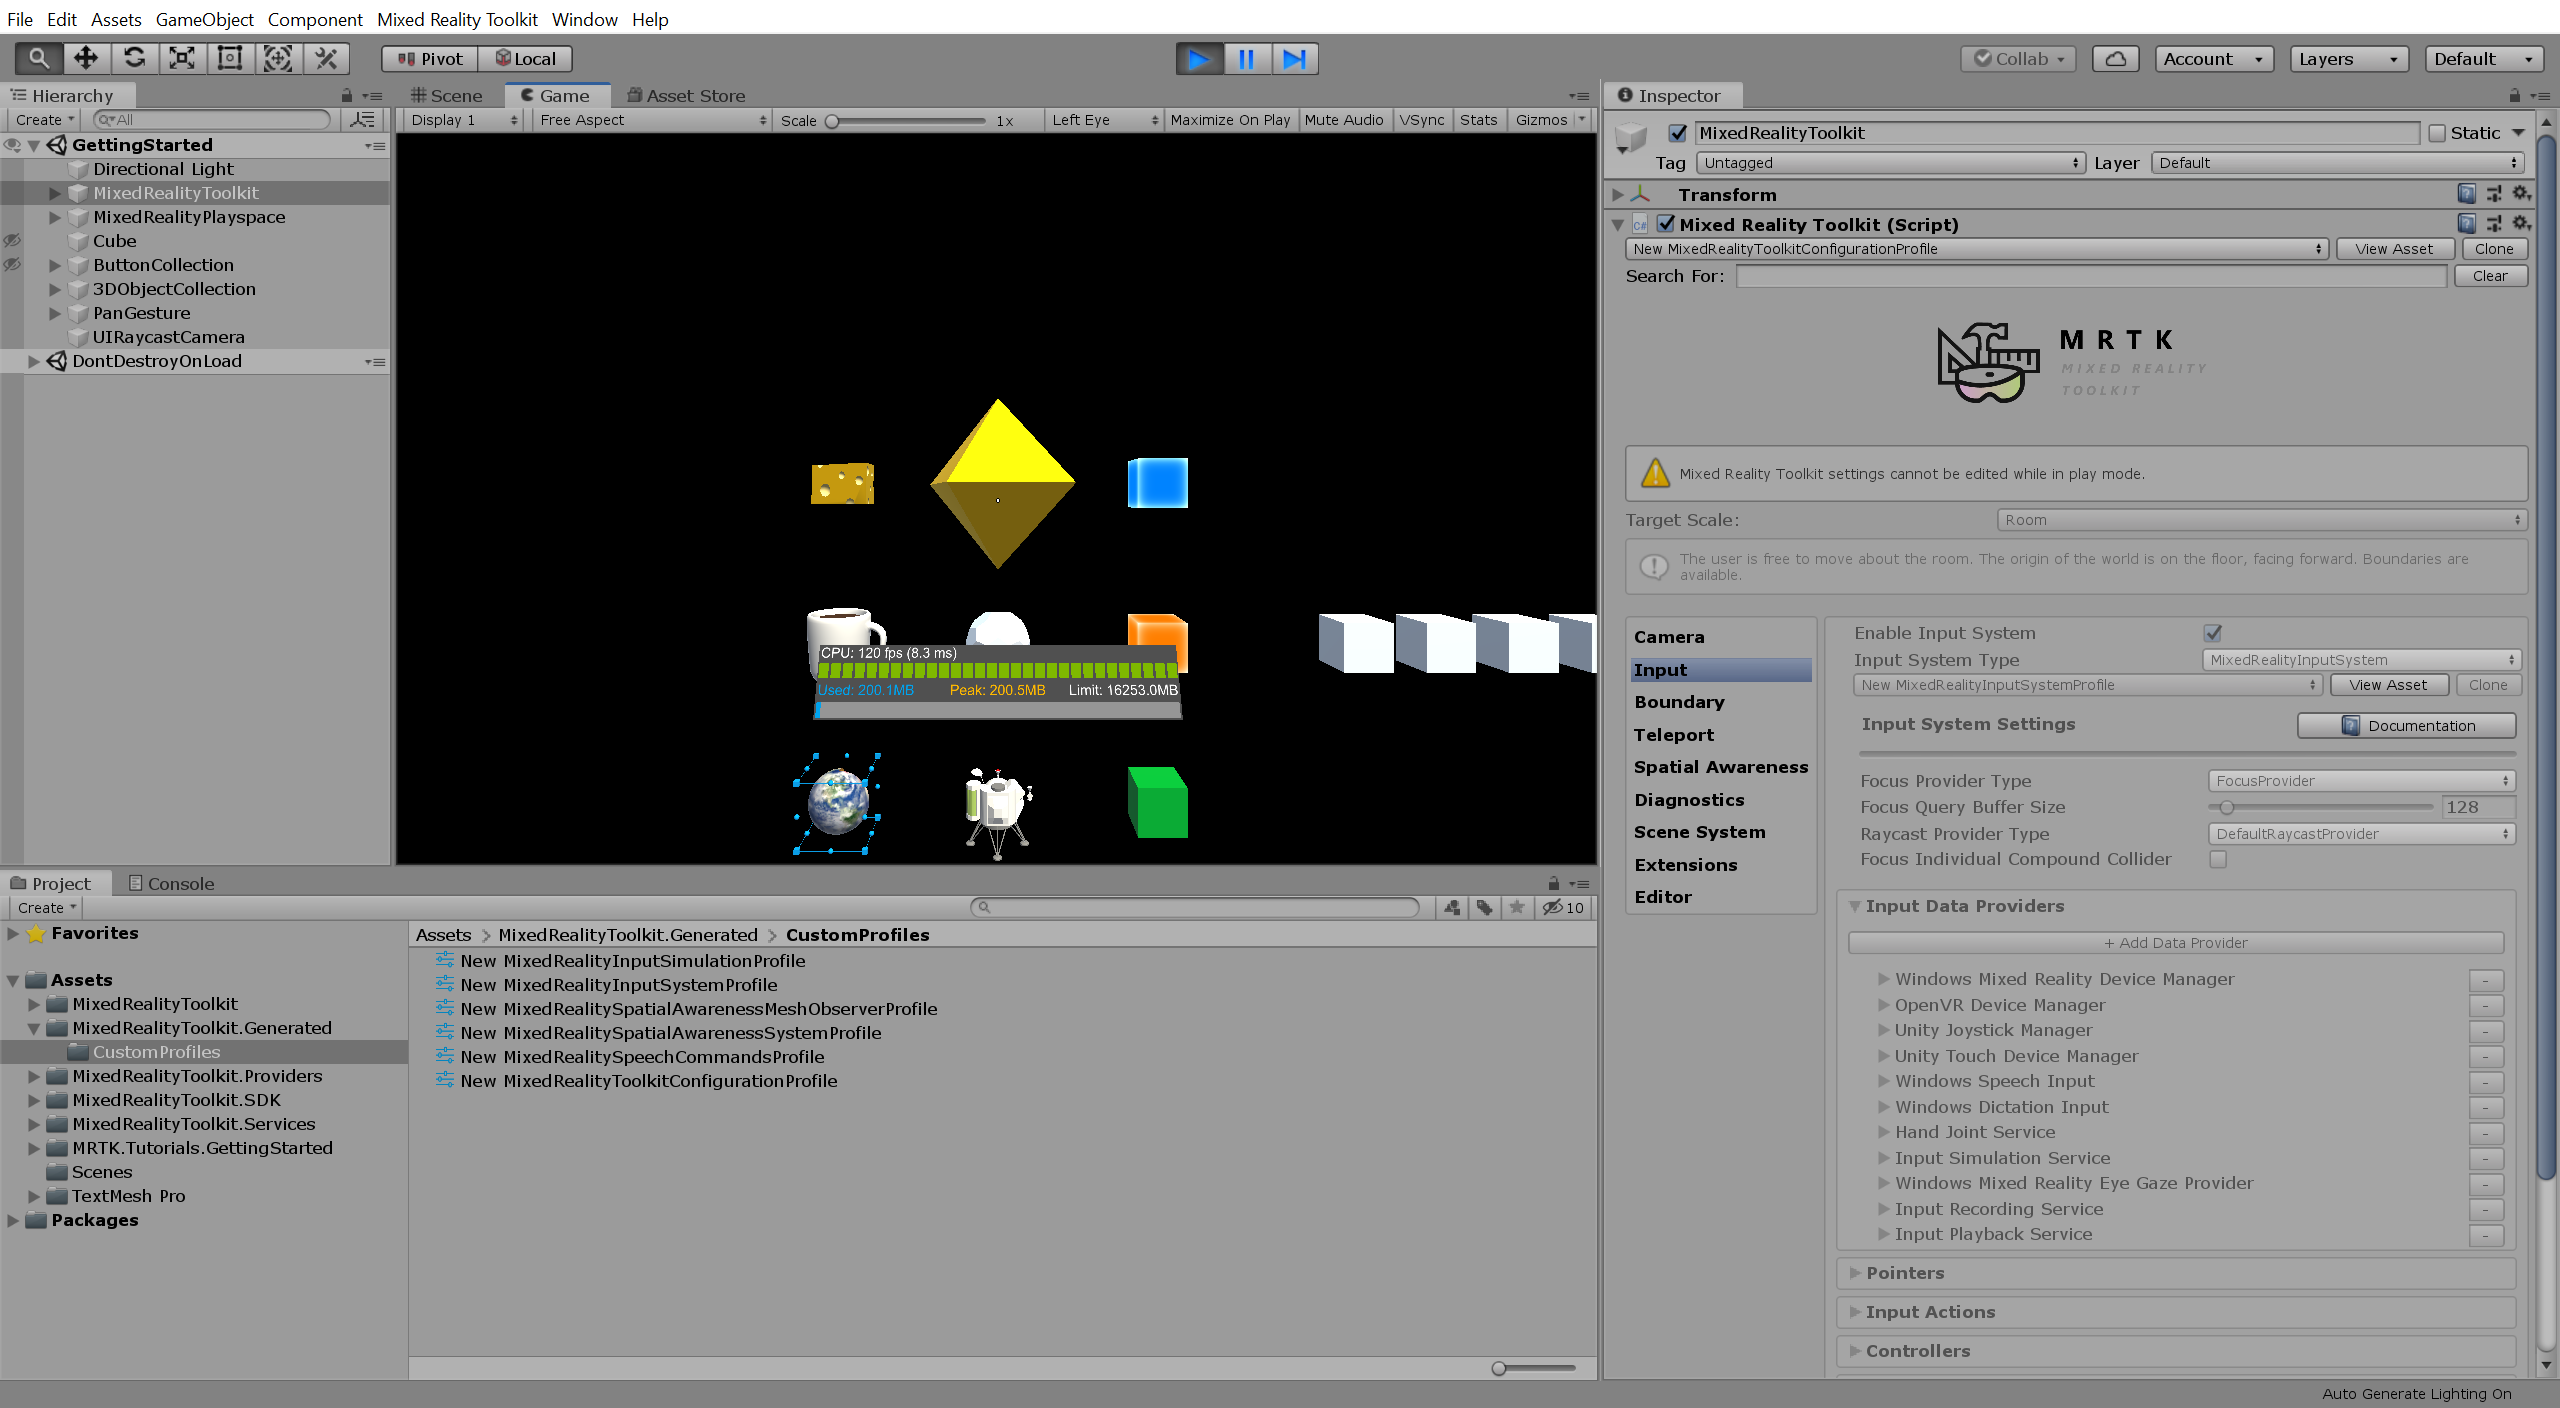 File Edit Assets GameObject Component Mixed Reality Toolkit Window Help
Pivot Local Collab Account Layers Default
Hierarchy
Create All
GettingStarted
Directional Light
MixedRealityToolkit
MixedRealityPlayspace
Cube
ButtonCollection
3DObjectCollection
PanGesture
UIRaycastCamera
DontDestroyOnLoad
Scene Game Asset Store
Display 1 Free Aspect Scale 1x Left Eye Maximize On Play Mute Audio VSync Stats Gizmos
CPU: 120 fps (8.3 ms)
Used: 200.1MB Peak: 200.5MB Limit: 16253.0MB
Project Console
Create 10
Favorites
Assets
MixedRealityToolkit
MixedRealityToolkit.Generated
CustomProfiles
MixedRealityToolkit.Providers
MixedRealityToolkit.SDK
MixedRealityToolkit.Services
MRTK.Tutorials.GettingStarted
Scenes
TextMesh Pro
Packages
Assets > MixedRealityToolkit.Generated > CustomProfiles
New MixedRealityInputSimulationProfile
New MixedRealityInputSystemProfile
New MixedRealitySpatialAwarenessMeshObserverProfile
New MixedRealitySpatialAwarenessSystemProfile
New MixedRealitySpeechCommandsProfile
New MixedRealityToolkitConfigurationProfile
Inspector
MixedRealityToolkit Static
Tag Untagged Layer Default
Transform
C# Mixed Reality Toolkit (Script)
New MixedRealityToolkitConfigurationProfile View Asset Clone
Search For: Clear
MRTK
MIXED REALITY
TOOLKIT
Mixed Reality Toolkit settings cannot be edited while in play mode.
Target Scale: Room
The user is free to move about the room. The origin of the world is on the floor, facing forward. Boundaries are
available.
Camera
Input
Boundary
Teleport
Spatial Awareness
Diagnostics
Scene System
Extensions
Editor
Enable Input System
Input System Type MixedRealityInputSystem
New MixedRealityInputSystemProfile View Asset Clone
Input System Settings Documentation
Focus Provider Type FocusProvider
Focus Query Buffer Size 128
Raycast Provider Type DefaultRaycastProvider
Focus Individual Compound Collider
Input Data Providers
+ Add Data Provider
Windows Mixed Reality Device Manager -
OpenVR Device Manager -
Unity Joystick Manager -
Unity Touch Device Manager -
Windows Speech Input -
Windows Dictation Input -
Hand Joint Service -
Input Simulation Service -
Windows Mixed Reality Eye Gaze Provider -
Input Recording Service -
Input Playback Service -
Pointers
Input Actions
Controllers
Auto Generate Lighting On